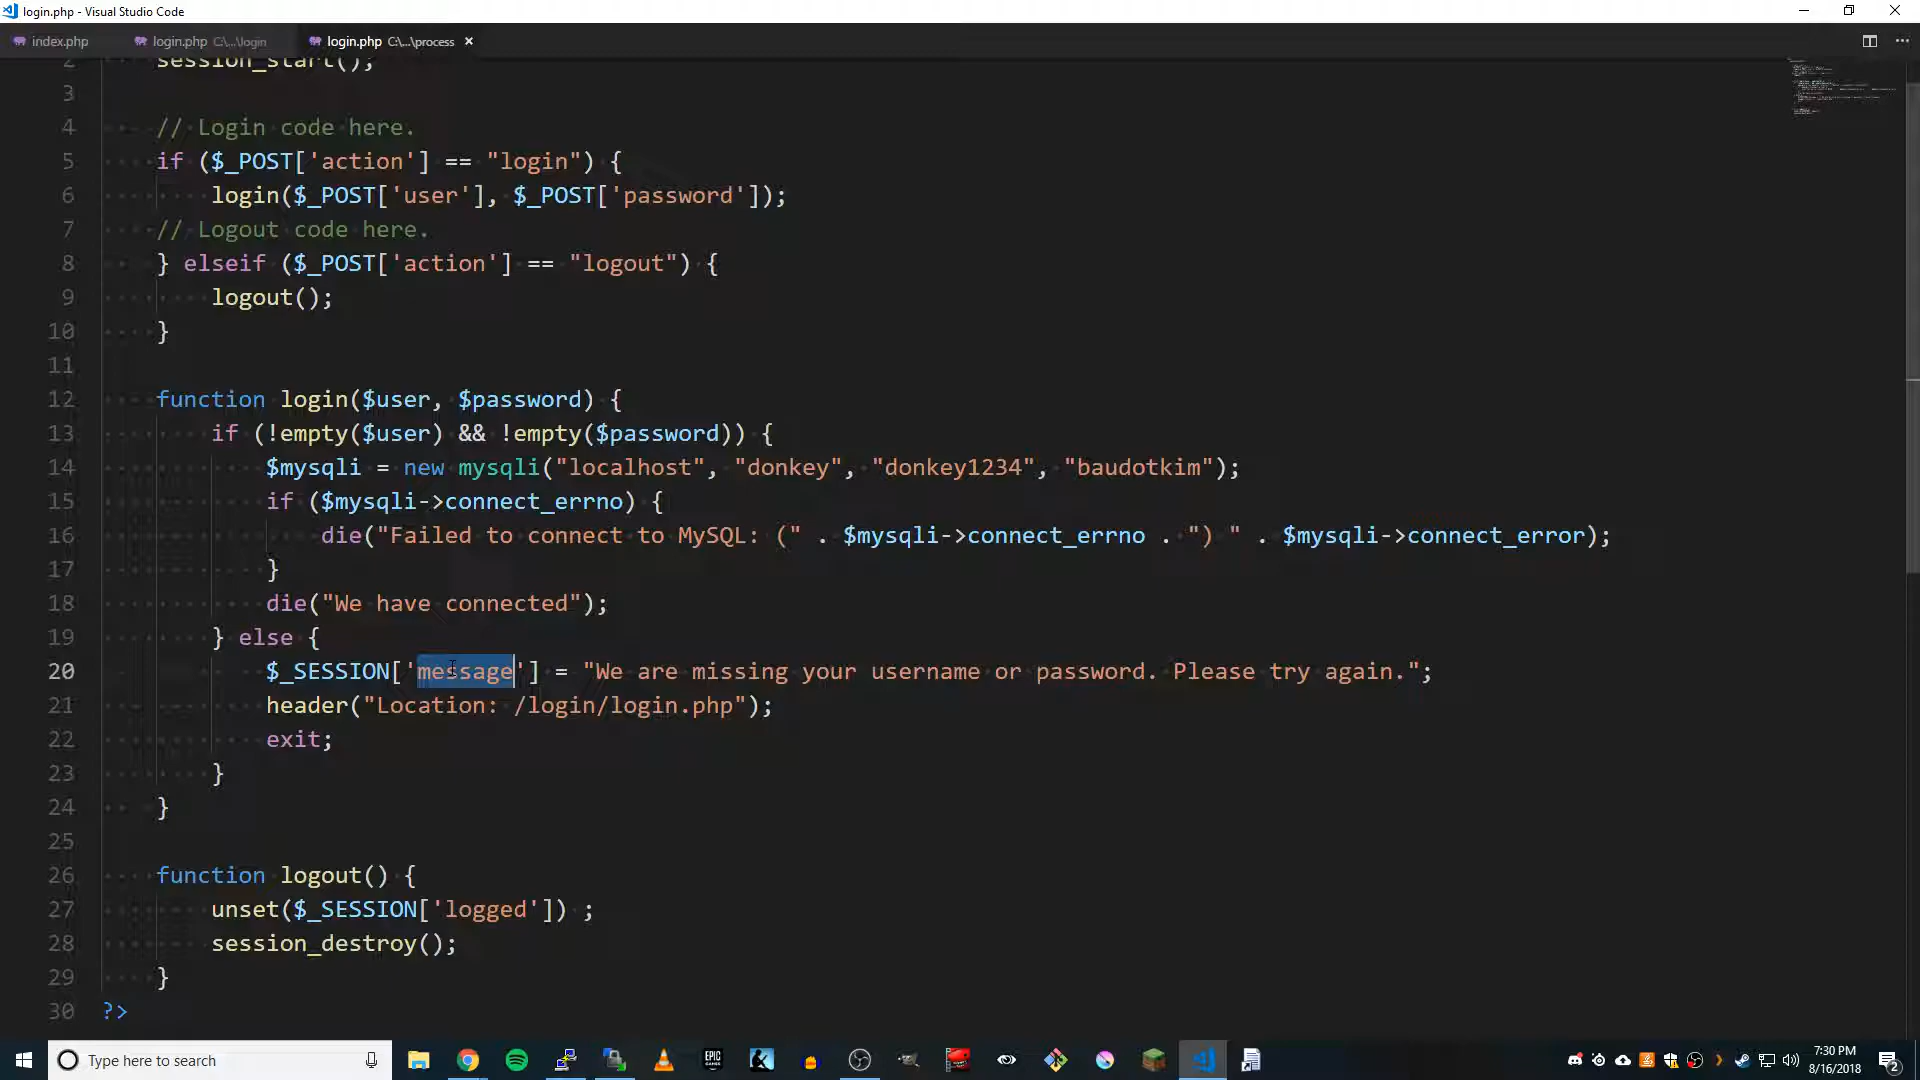 login.php - Visual Studio Code
index.php
login.php C:\...\login
login.php C:\...\process
2 session_start();
3
4 // Login code here.
5 if ($_POST['action'] == "login") {
6 login($_POST['user'], $_POST['password']);
7 // Logout code here.
8 } elseif ($_POST['action'] == "logout") {
9 logout();
10 }
11
12 function login($user, $password) {
13 if (!empty($user) && !empty($password)) {
14 $mysqli = new mysqli("localhost", "donkey", "donkey1234", "baudotkim");
15 if ($mysqli->connect_errno) {
16 die("Failed to connect to MySQL: (" . $mysqli->connect_errno . ") " . $mysqli->connect_error);
17 }
18 die("We have connected");
19 } else {
20 $_SESSION['message'] = "We are missing your username or password. Please try again.";
21 header("Location: /login/login.php");
22 exit;
23 }
24 }
25
26 function logout() {
27 unset($_SESSION['logged']) ;
28 session_destroy();
29 }
30 ?>
Type here to search
EPIC GAMES
7:30 PM
8/16/2018
2